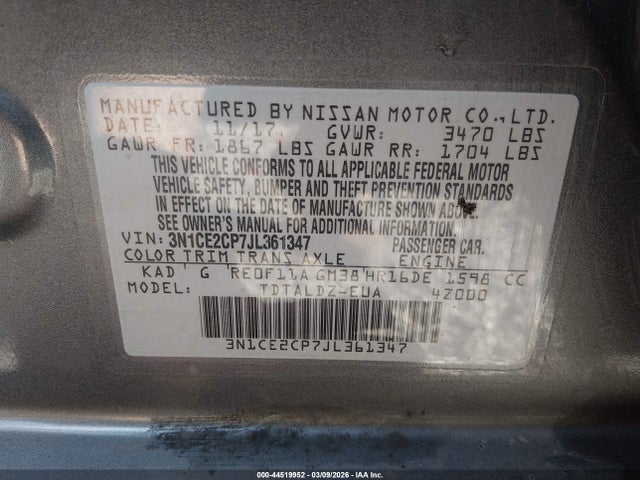 MANUFACTURED BY NISSAN MOTOR CO., LTD.
DATE: 11/17. GVWR: 3470 LBS
GAWR FR: 1867 LBS GAWR RR: 1704 LBS
THIS VEHICLE CONFORMS TO ALL APPLICABLE FEDERAL MOTOR
VEHICLE SAFETY, BUMPER AND THEFT PREVENTION STANDARDS
IN EFFECT ON THE DATE OF MANUFACTURE SHOWN ABOVE.
SEE OWNER'S MANUAL FOR ADDITIONAL INFORMATION.
VIN: 3N1CE2CP7JL361347 PASSENGER CAR.
COLOR TRIM TRANS AXLE ENGINE
KAD G RE0F11A GM38 HR16DE 1598 CC
MODEL: TDTALDZ-EUA 4Z000
3N1CE2CP7JL361347
000-44519952 - 03/09/2026 - IAA Inc.